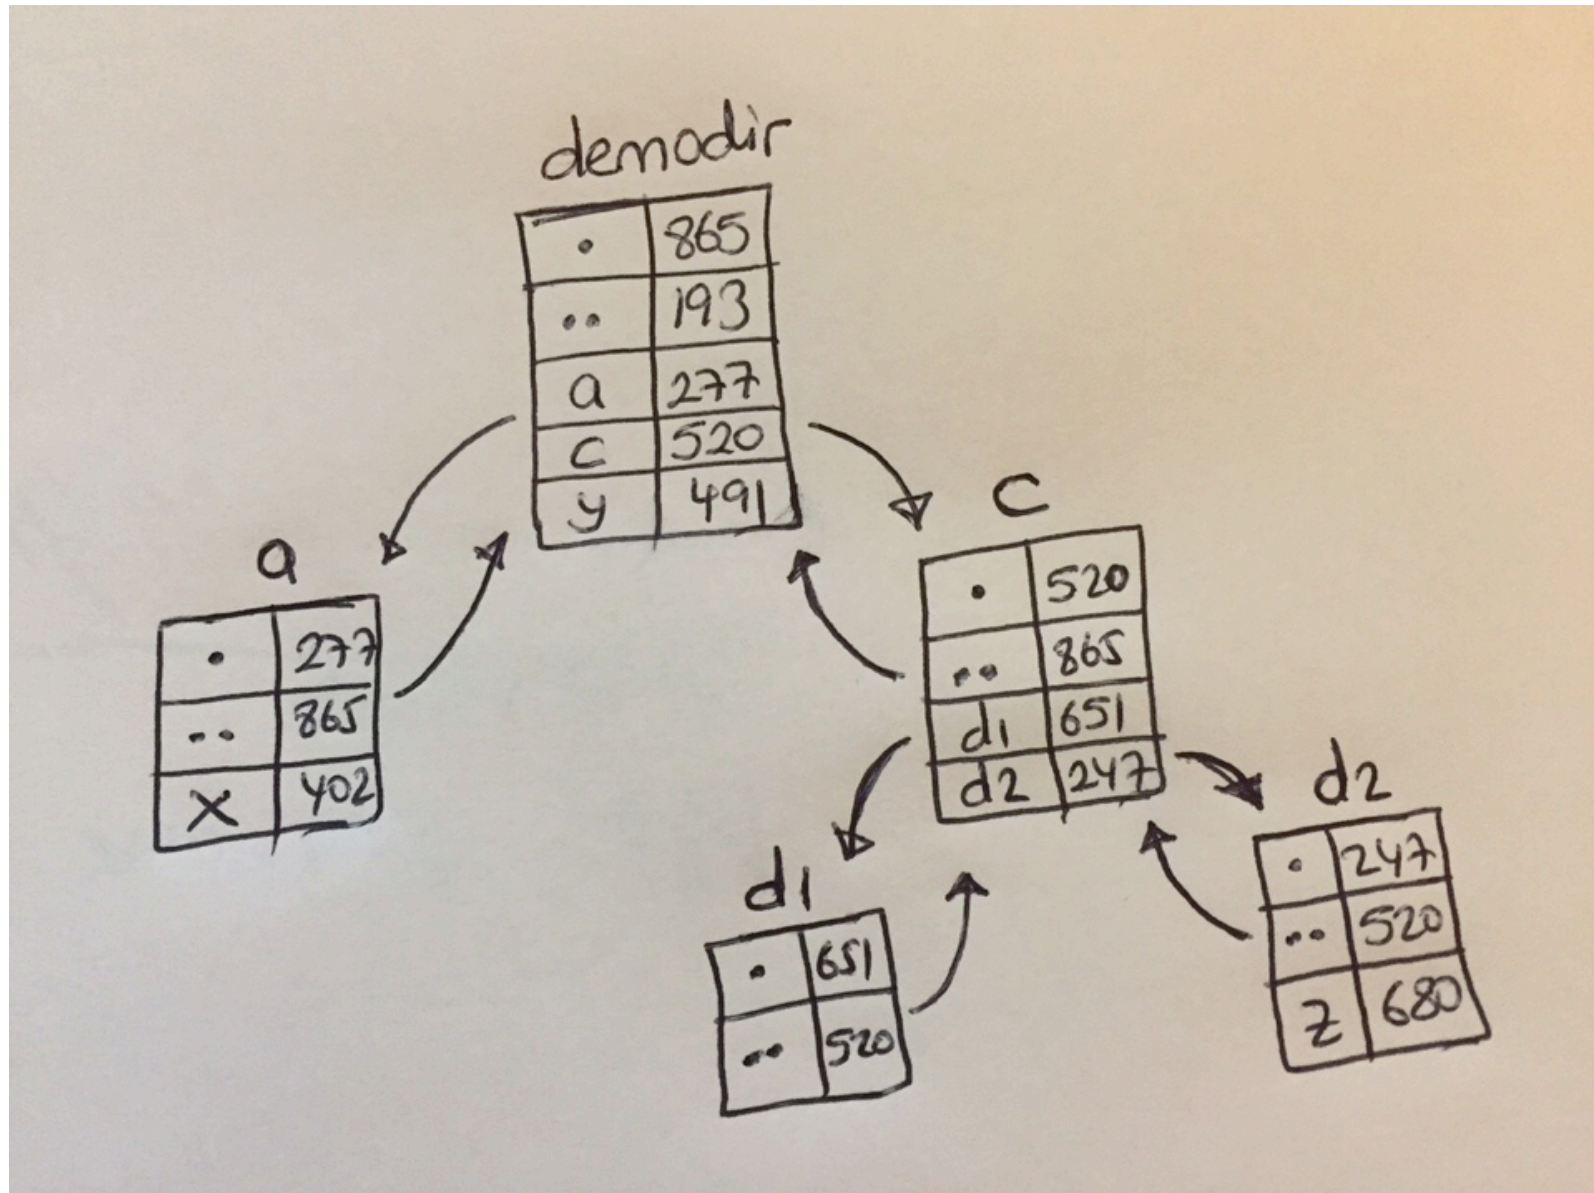 demodir
. 865
.. 193
a 277
c 520
y 491
a
. 277
.. 865
x 402
c
. 520
.. 865
d1 651
d2 247
d1
. 651
.. 520
d2
. 247
.. 520
z 680